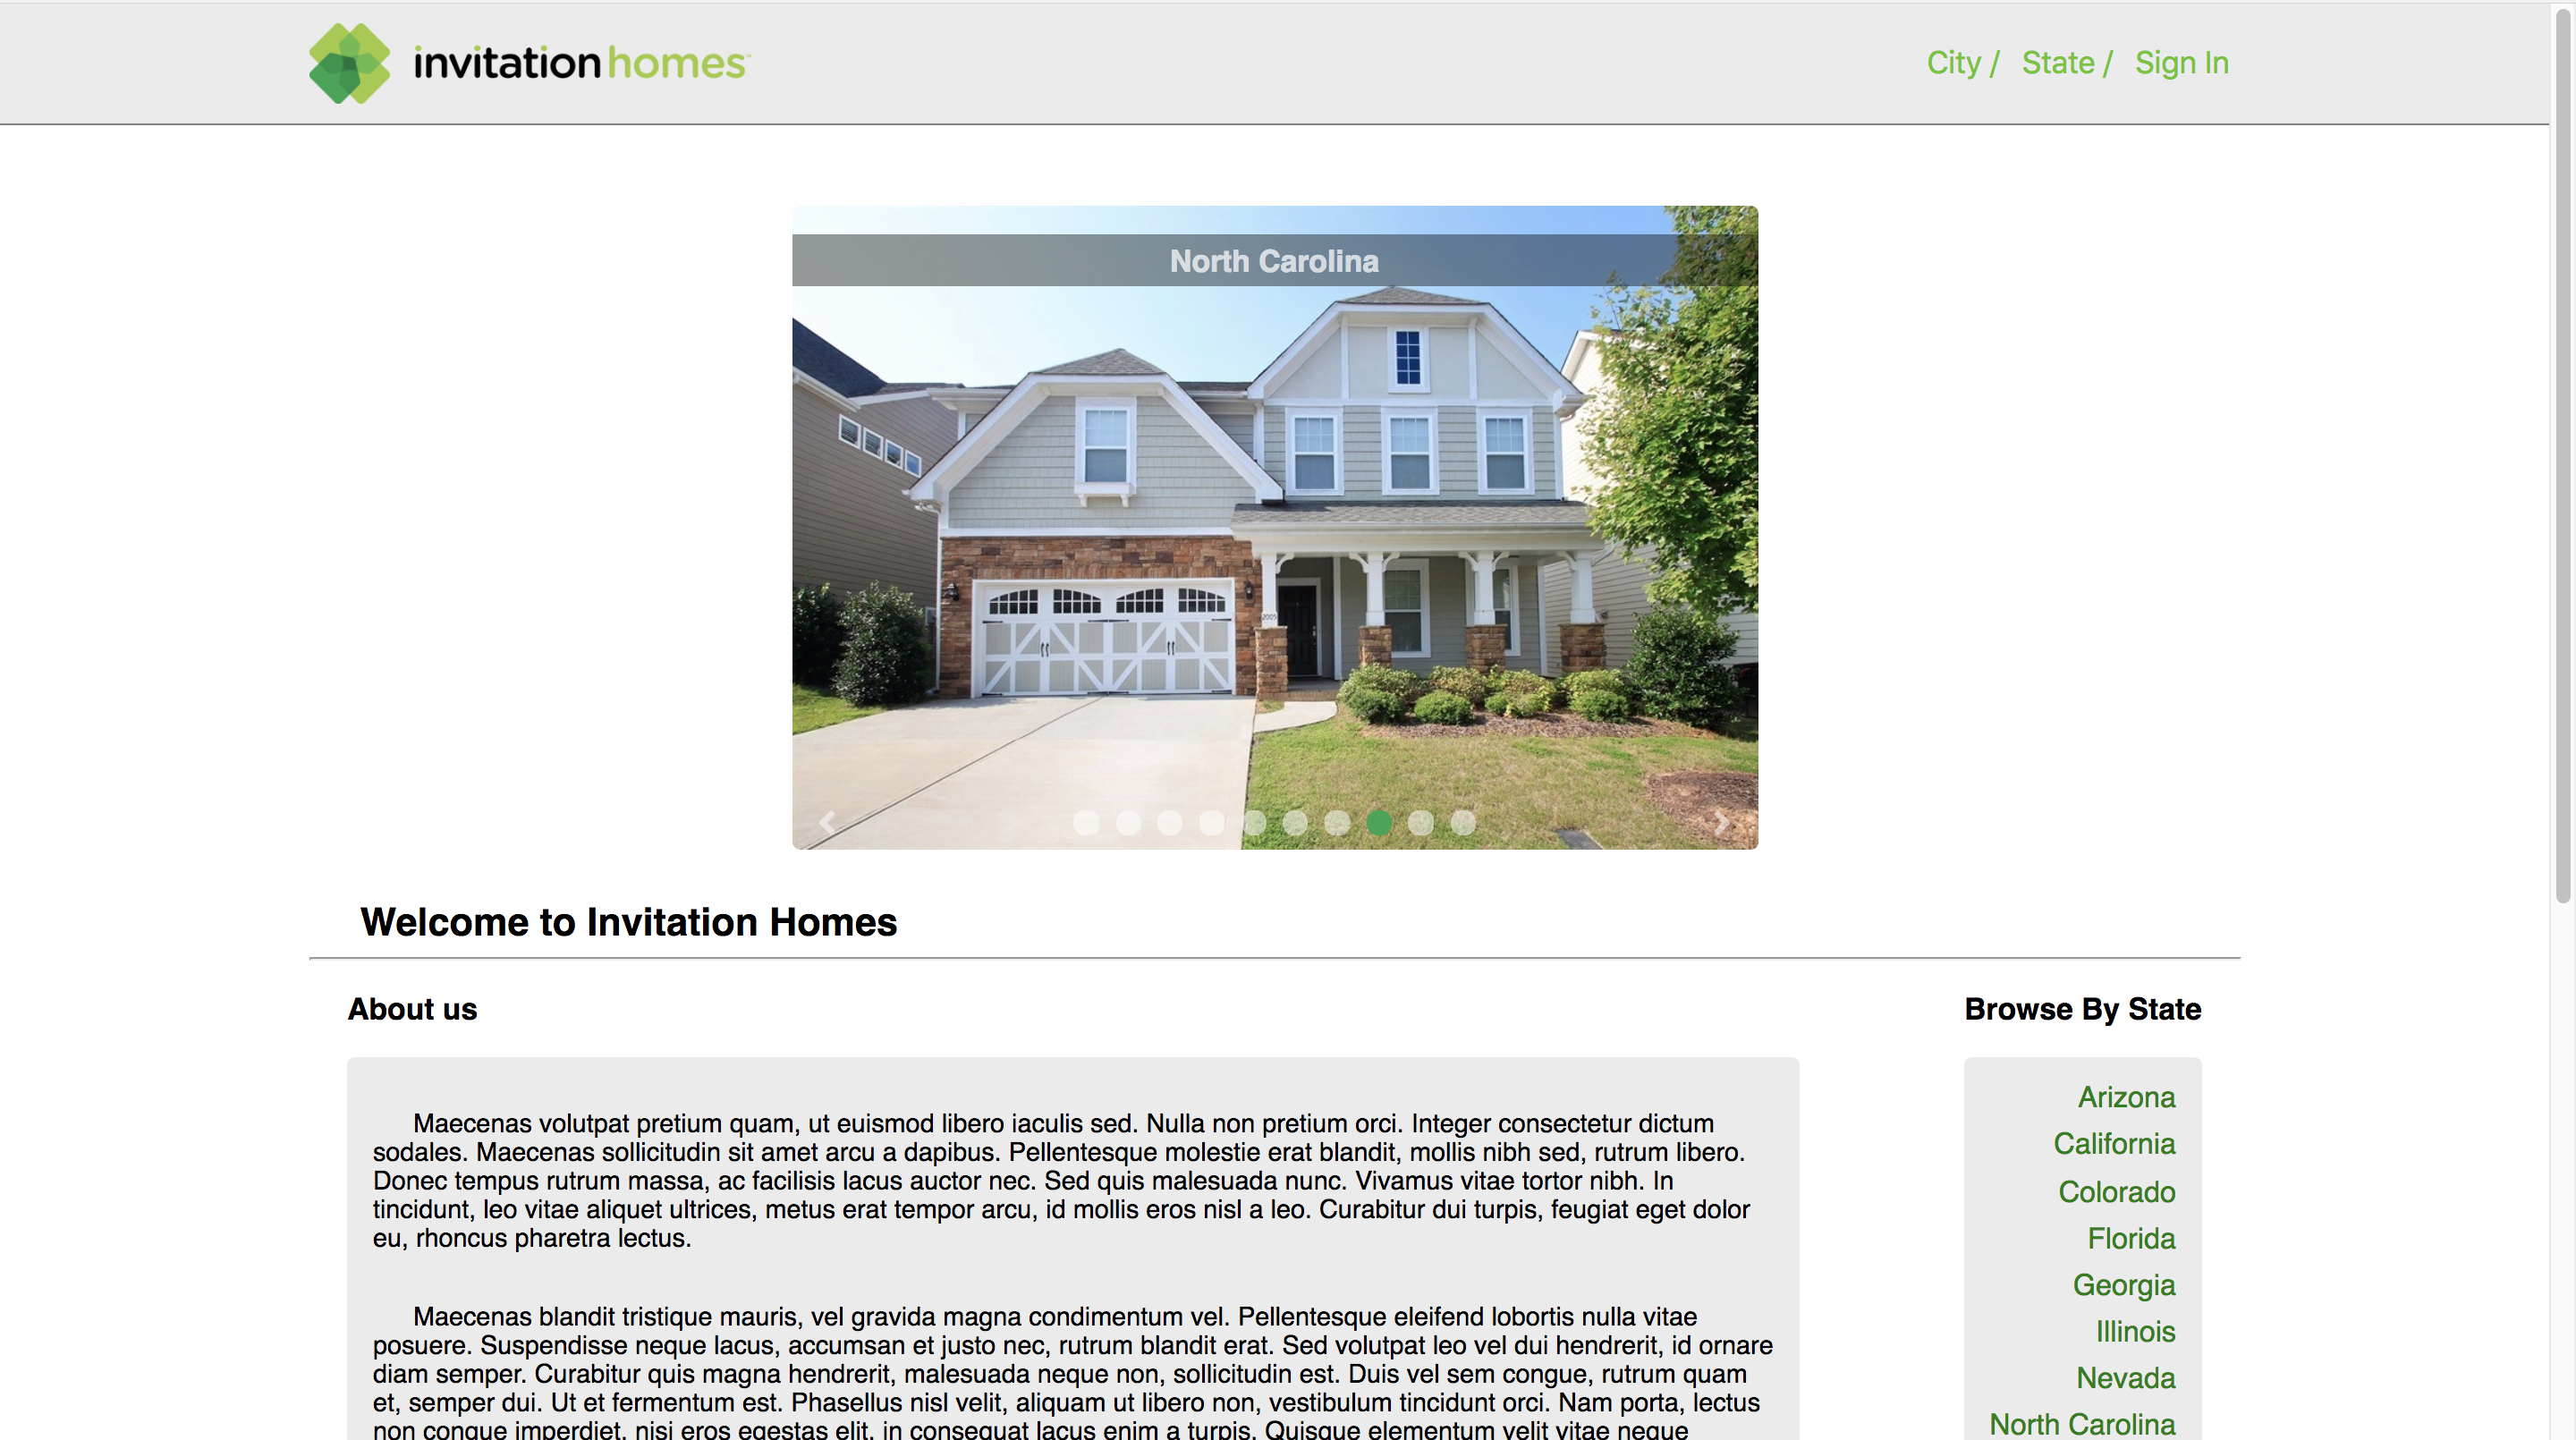 invitation homes™
City / State / Sign In
North Carolina
2005
Welcome to Invitation Homes
About us
Maecenas volutpat pretium quam, ut euismod libero iaculis sed. Nulla non pretium orci. Integer consectetur dictum
sodales. Maecenas sollicitudin sit amet arcu a dapibus. Pellentesque molestie erat blandit, mollis nibh sed, rutrum libero.
Donec tempus rutrum massa, ac facilisis lacus auctor nec. Sed quis malesuada nunc. Vivamus vitae tortor nibh. In
tincidunt, leo vitae aliquet ultrices, metus erat tempor arcu, id mollis eros nisl a leo. Curabitur dui turpis, feugiat eget dolor
eu, rhoncus pharetra lectus.
Maecenas blandit tristique mauris, vel gravida magna condimentum vel. Pellentesque eleifend lobortis nulla vitae
posuere. Suspendisse neque lacus, accumsan et justo nec, rutrum blandit erat. Sed volutpat leo vel dui hendrerit, id ornare
diam semper. Curabitur quis magna hendrerit, malesuada neque non, sollicitudin est. Duis vel sem congue, rutrum quam
et, semper dui. Ut et fermentum est. Phasellus nisl velit, aliquam ut libero non, vestibulum tincidunt orci. Nam porta, lectus
non congue imperdiet, nisi eros egestas elit, in consequat lacus enim a turpis. Quisque elementum velit vitae neque
Browse By State
Arizona
California
Colorado
Florida
Georgia
Illinois
Nevada
North Carolina